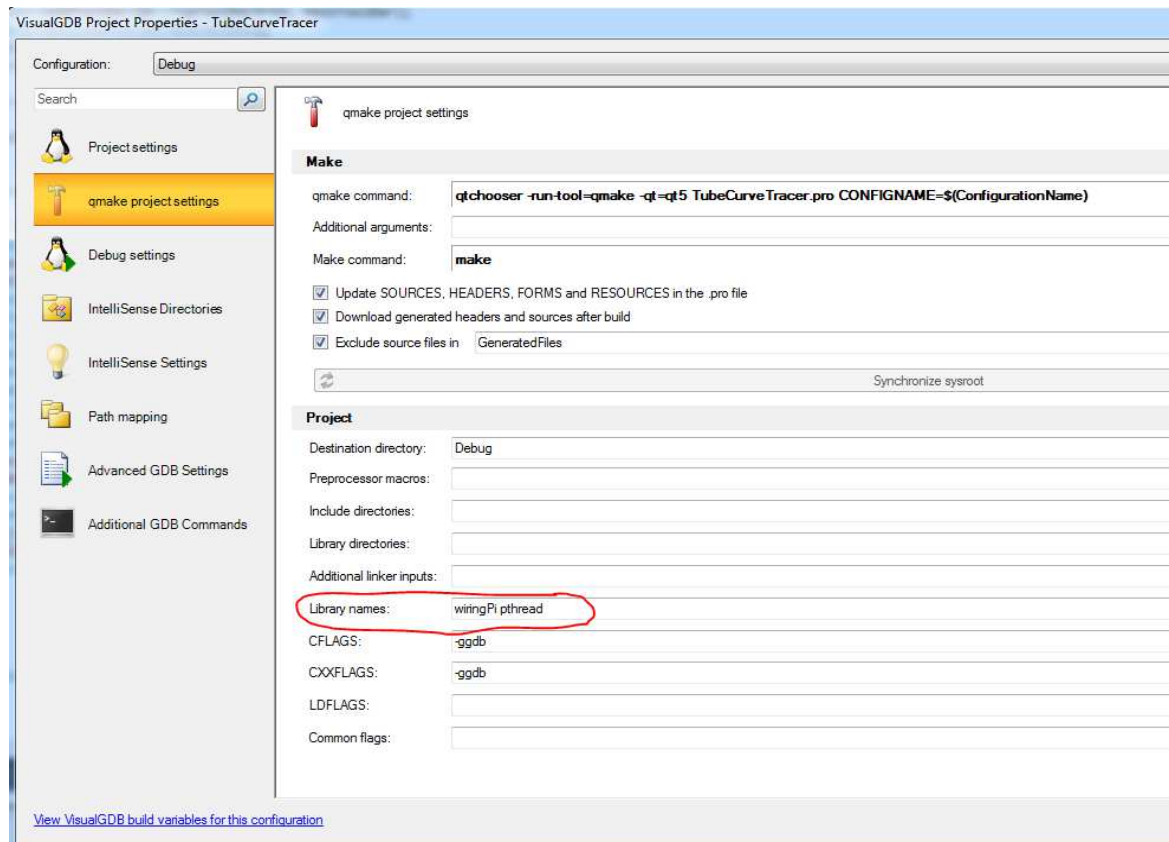 VisualGDB Project Properties - TubeCurveTracer
Configuration: Debug
Search
Project settings
qmake project settings
Debug settings
IntelliSense Directories
IntelliSense Settings
Path mapping
Advanced GDB Settings
Additional GDB Commands
qmake project settings
Make
qmake command: qtchooser -run-tool=qmake -qt=qt5 TubeCurveTracer.pro CONFIGNAME=$(ConfigurationName)
Additional arguments:
Make command: make
Update SOURCES, HEADERS, FORMS and RESOURCES in the .pro file
Download generated headers and sources after build
Exclude source files in GeneratedFiles
Synchronize sysroot
Project
Destination directory: Debug
Preprocessor macros:
Include directories:
Library directories:
Additional linker inputs:
Library names: wiringPi pthread
CFLAGS: -ggdb
CXXFLAGS: -ggdb
LDFLAGS:
Common flags:
View VisualGDB build variables for this configuration